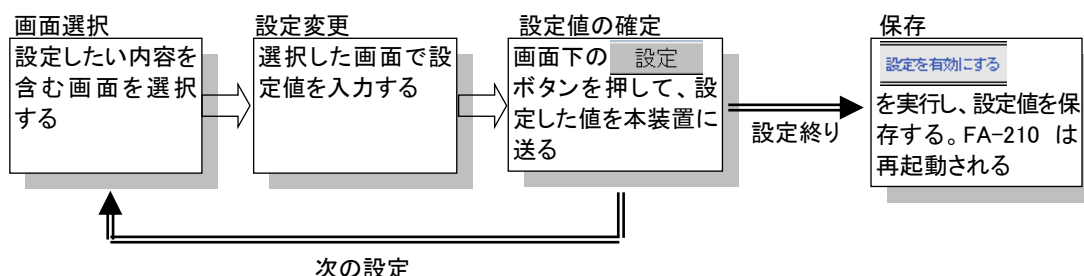 画面選択
設定したい内容を
含む画面を選択
する
設定変更
選択した画面で設
定値を入力する
設定値の確定
画面下の 設定
ボタンを押して、設
定した値を本装置に
送る
設定終り
保存
設定を有効にする
を実行し、設定値を保
存する。FA-210 は
再起動される
次の設定